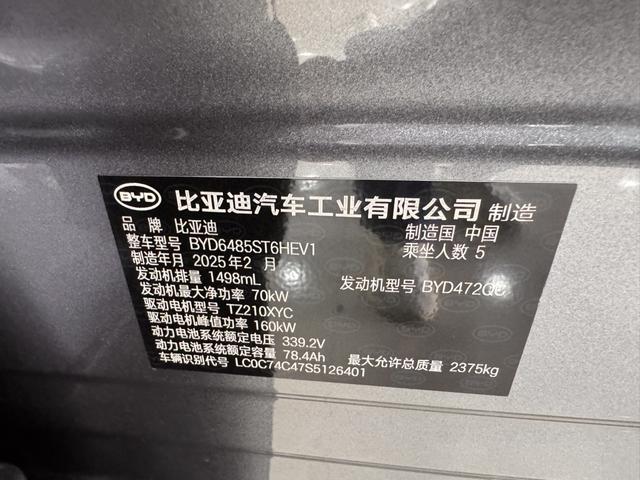 BYD 比亚迪汽车工业有限公司 制造
品 牌 比亚迪 制造国 中国
整车型号 BYD6485ST6HEV1 乘坐人数 5
制造年月 2025年2 月
发动机排量 1498mL 发动机型号 BYD472QC
发动机最大净功率 70kW
驱动电机型号 TZ210XYC
驱动电机峰值功率 160kW
动力电池系统额定电压 339.2V
动力电池系统额定容量 78.4Ah 最大允许总质量 2375kg
车辆识别代号 LC0C74C47S5126401